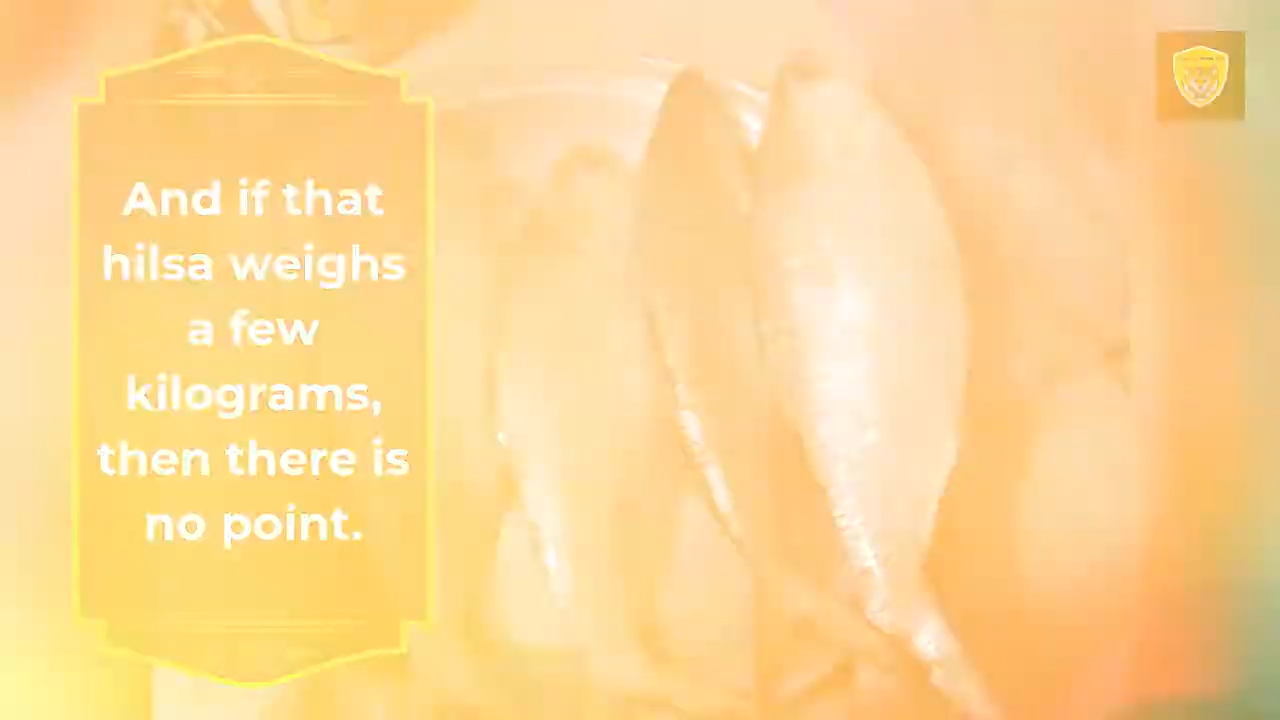 And if that
hilsa weighs
a few
kilograms,
then there is
no point.